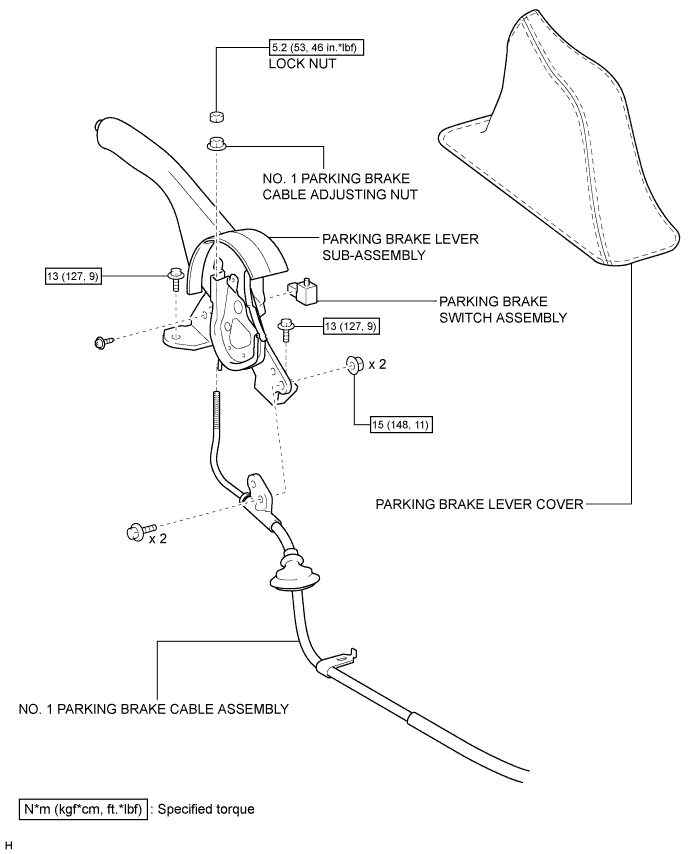 5.2 (53, 46 in.*lbf)
LOCK NUT
NO. 1 PARKING BRAKE
CABLE ADJUSTING NUT
PARKING BRAKE LEVER
SUB-ASSEMBLY
13 (127, 9)
PARKING BRAKE
SWITCH ASSEMBLY
13 (127, 9)
x 2
15 (148, 11)
PARKING BRAKE LEVER COVER
x 2
NO. 1 PARKING BRAKE CABLE ASSEMBLY
N*m (kgf*cm, ft.*lbf) : Specified torque
H